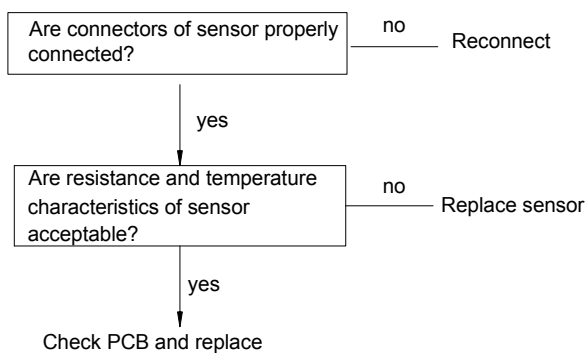 Are connectors of sensor properly
connected?
no
Reconnect
yes
Are resistance and temperature
characteristics of sensor
acceptable?
no
Replace sensor
yes
Check PCB and replace